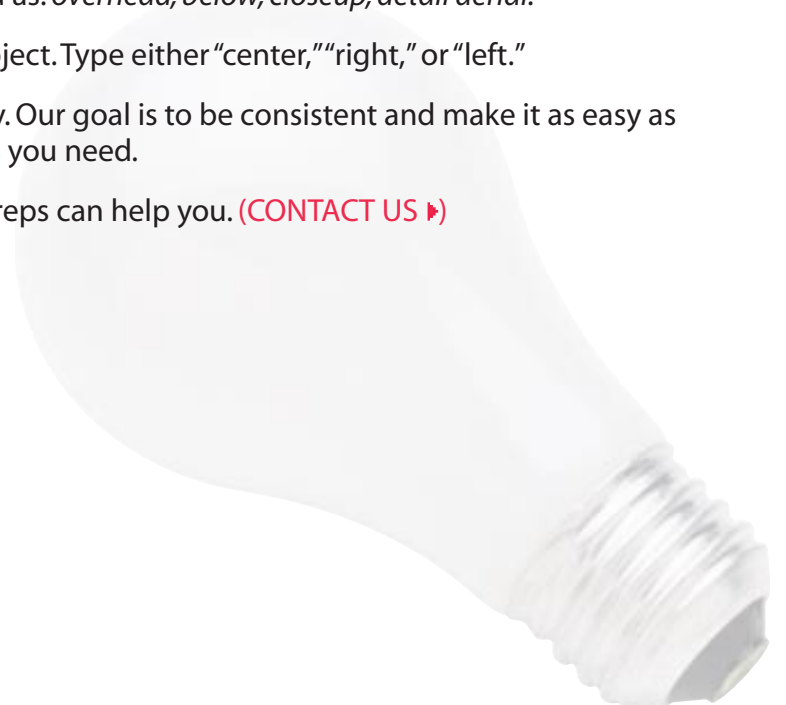 us: overhead, below, closeup, detail aerial.
ject. Type either “center,” “right,” or “left.”
. Our goal is to be consistent and make it as easy as
you need.
reps can help you. (CONTACT US)